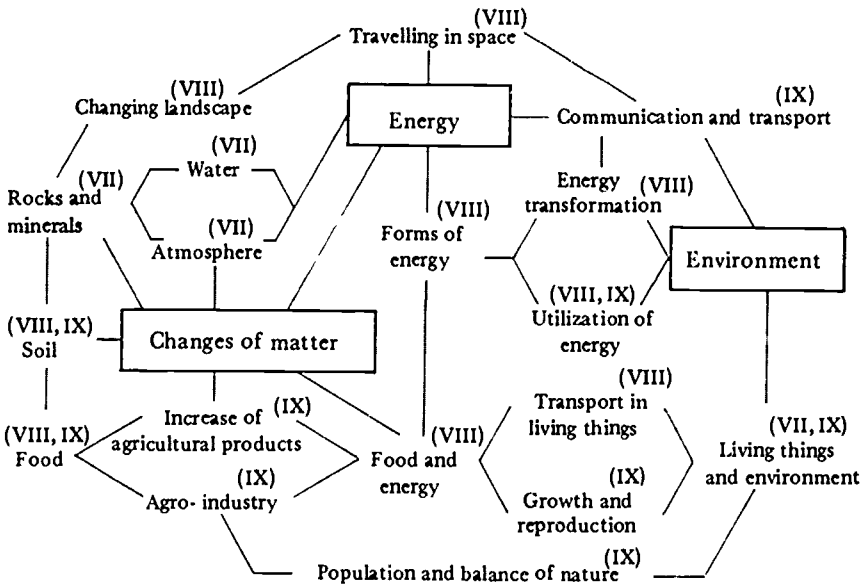 (VIII)
Travelling in space
(VIII)
Changing landscape
Energy
(IX)
Communication and transport
(VII)
Water
(VII)
Rocks and
minerals
(VII)
Atmosphere
(VIII)
Forms of
energy
Energy
transformation
(VIII)
Environment
(VIII, IX)
Utilization of
energy
(VIII, IX)
Soil
Changes of matter
(VIII, IX)
Food
Increase of
agricultural products
(IX)
(IX)
Agro-industry
(VIII)
Food and
energy
(VIII)
Transport in
living things
(IX)
Growth and
reproduction
(VII, IX)
Living things
and environment
(IX)
Population and balance of nature